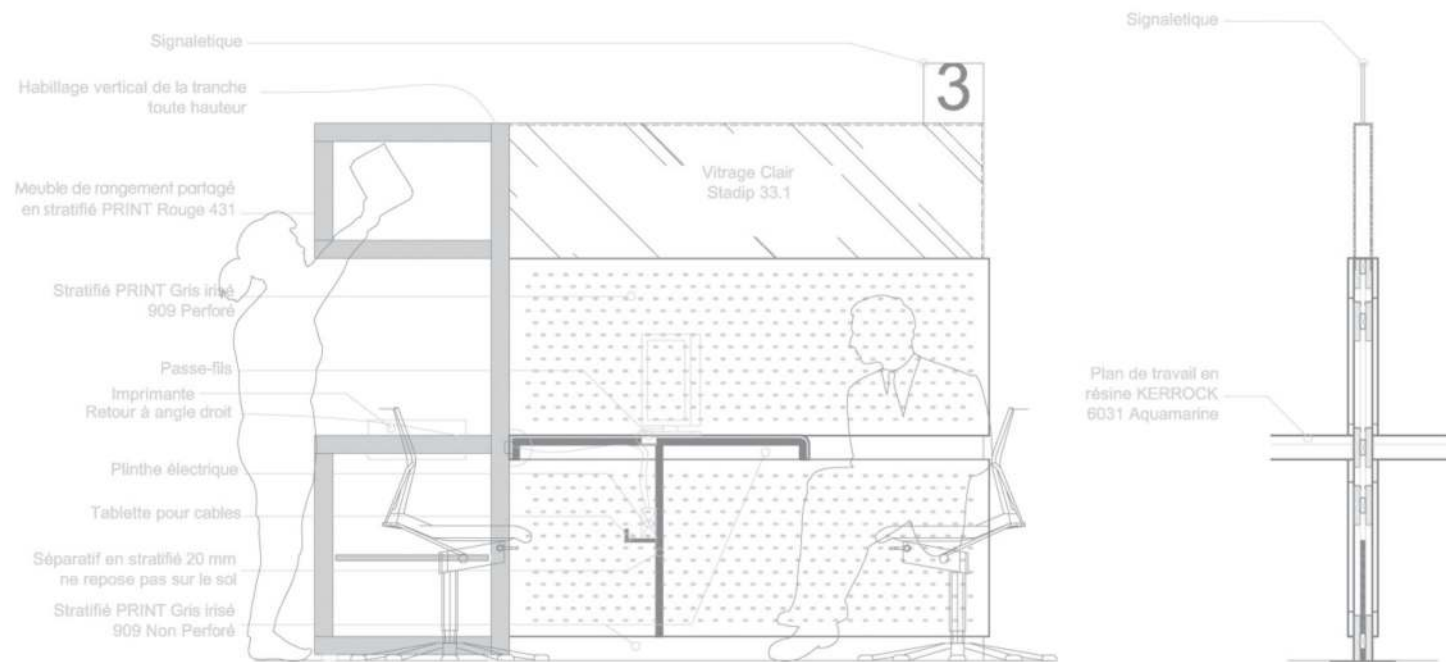 Signaletique
Habillage vertical de la tranche
toute hauteur
Meuble de rangement partagé
en stratifié PRINT Rouge 431
Stratifié PRINT Gris irisé
909 Perforé
Passe-fils
Imprimante
Retour à angle droit
Plinthe électrique
Tablette pour cables
Séparatif en stratifié 20 mm
ne repose pas sur le sol
Stratifié PRINT Gris irisé
909 Non Perforé
3
Vitrage Clair
Stadip 33.1
Signaletique
Plan de travail en
résine KERROCK
6031 Aquamarine